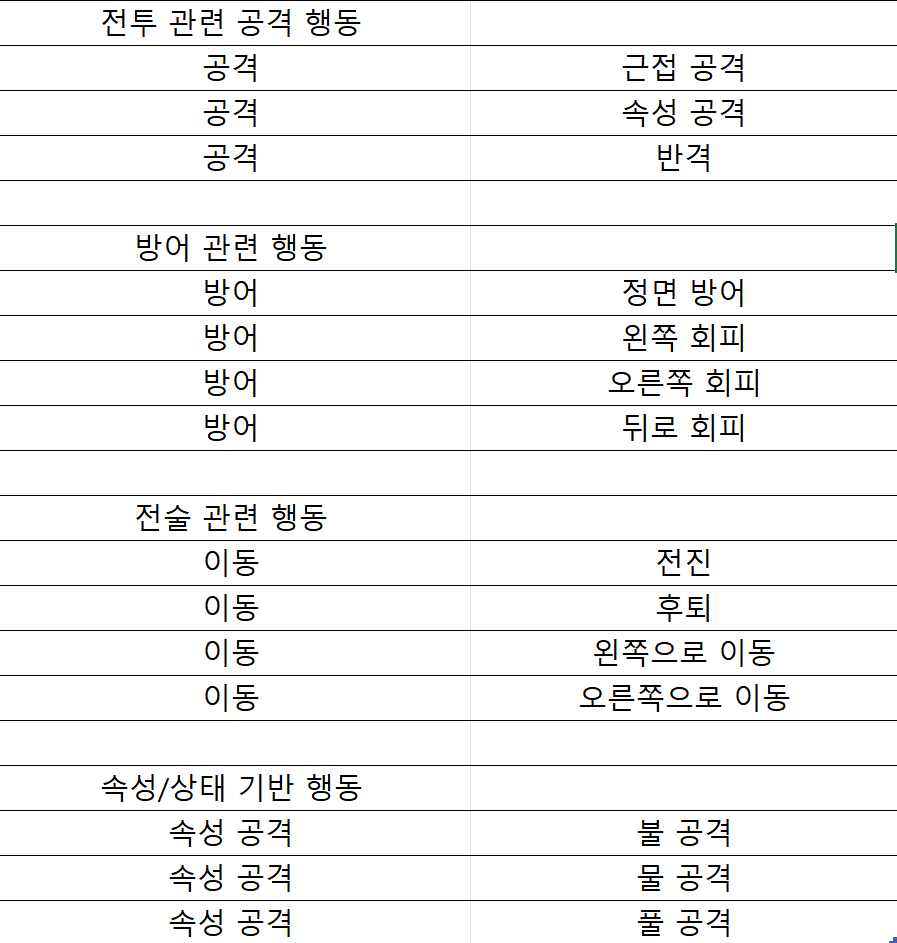 전투 관련 공격 행동
공격 근접 공격
공격 속성 공격
공격 반격
방어 관련 행동
방어 정면 방어
방어 왼쪽 회피
방어 오른쪽 회피
방어 뒤로 회피
전술 관련 행동
이동 전진
이동 후퇴
이동 왼쪽으로 이동
이동 오른쪽으로 이동
속성/상태 기반 행동
속성 공격 불 공격
속성 공격 물 공격
속성 공격 풀 공격